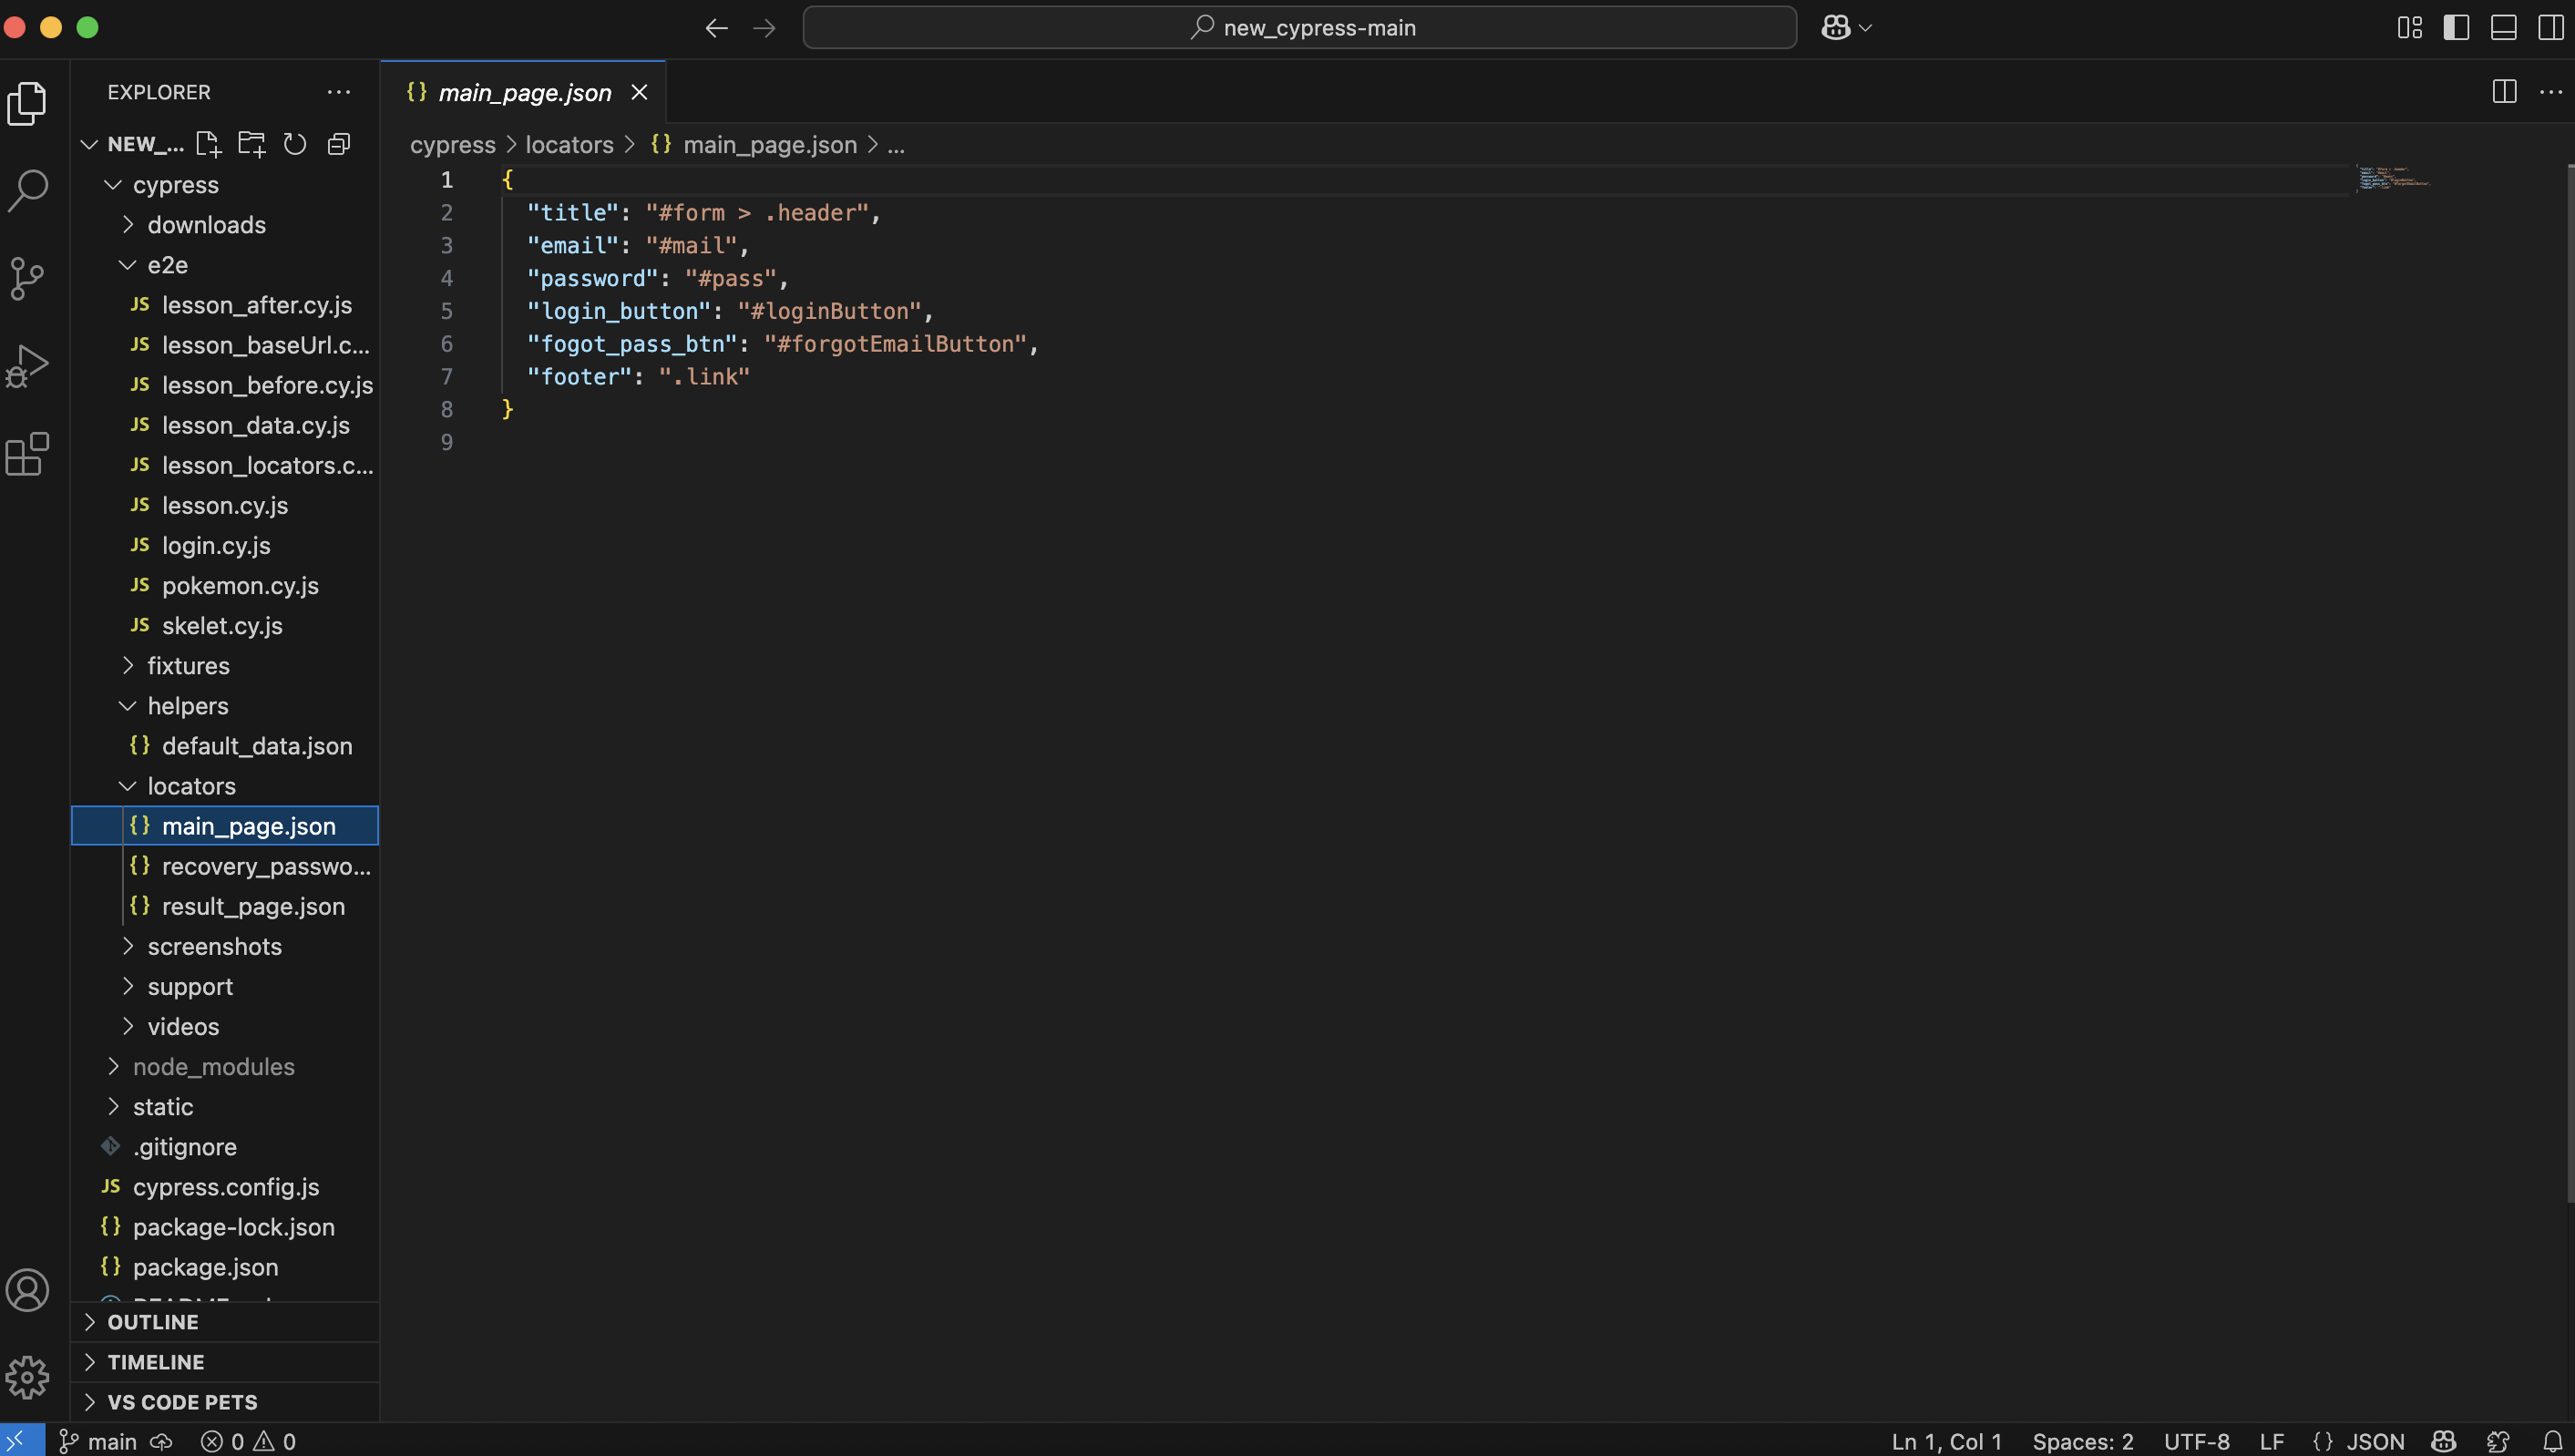 new_cypress-main
EXPLORER
NEW_...
cypress
downloads
e2e
JS lesson_after.cy.js
JS lesson_baseUrl.c...
JS lesson_before.cy.js
JS lesson_data.cy.js
JS lesson_locators.c...
JS lesson.cy.js
JS login.cy.js
JS pokemon.cy.js
JS skelet.cy.js
fixtures
helpers
{} default_data.json
locators
{} main_page.json
{} recovery_passwo...
{} result_page.json
screenshots
support
videos
node_modules
static
.gitignore
JS cypress.config.js
{} package-lock.json
{} package.json
OUTLINE
TIMELINE
VS CODE PETS
{} main_page.json
cypress > locators > {} main_page.json > ...
1 {
2 "title": "#form > .header",
3 "email": "#mail",
4 "password": "#pass",
5 "login_button": "#loginButton",
6 "fogot_pass_btn": "#forgotEmailButton",
7 "footer": ".link"
8 }
9
main 0 0 Ln 1, Col 1 Spaces: 2 UTF-8 LF {} JSON